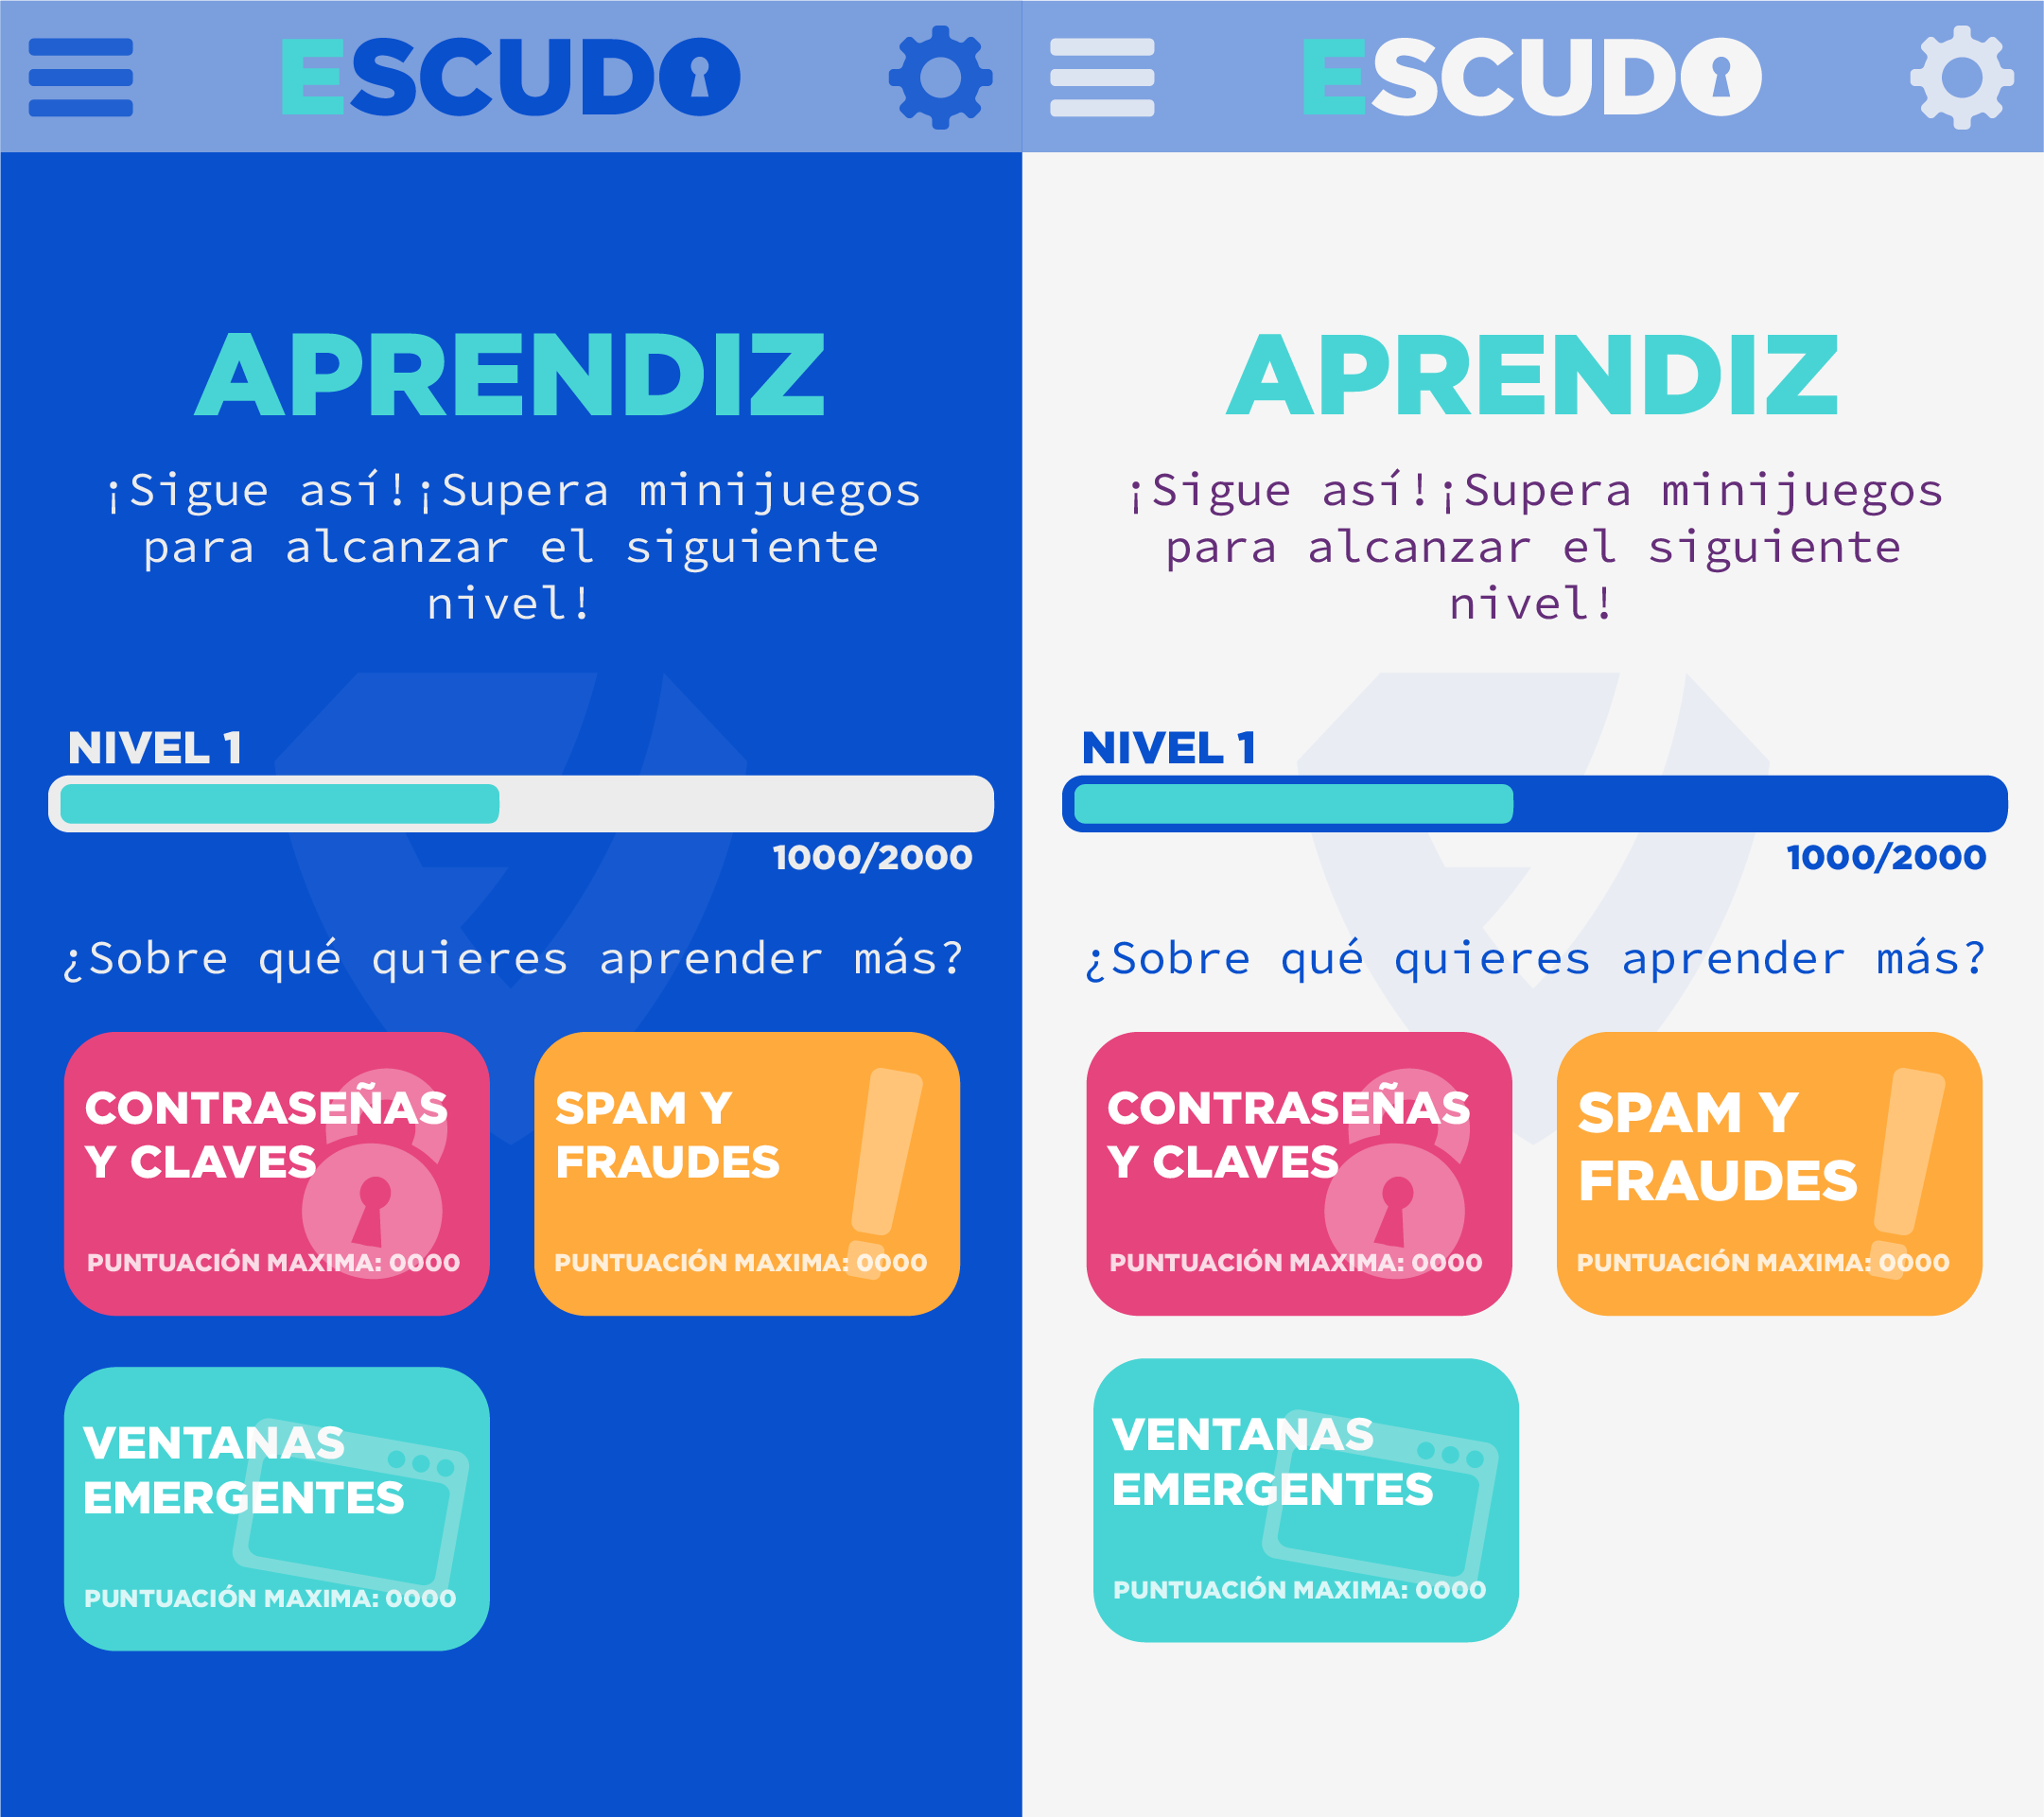 ESCUDO
APRENDIZ
¡Sigue así!¡Supera minijuegos
para alcanzar el siguiente
nivel!
NIVEL 1
1000/2000
¿Sobre qué quieres aprender más?
CONTRASEÑAS
Y CLAVES
PUNTUACIÓN MAXIMA: 0000
SPAM Y
FRAUDES
PUNTUACIÓN MAXIMA: 0000
VENTANAS
EMERGENTES
PUNTUACIÓN MAXIMA: 0000
ESCUDO
APRENDIZ
¡Sigue así!¡Supera minijuegos
para alcanzar el siguiente
nivel!
NIVEL 1
1000/2000
¿Sobre qué quieres aprender más?
CONTRASEÑAS
Y CLAVES
PUNTUACIÓN MAXIMA: 0000
SPAM Y
FRAUDES
PUNTUACIÓN MAXIMA: 0000
VENTANAS
EMERGENTES
PUNTUACIÓN MAXIMA: 0000